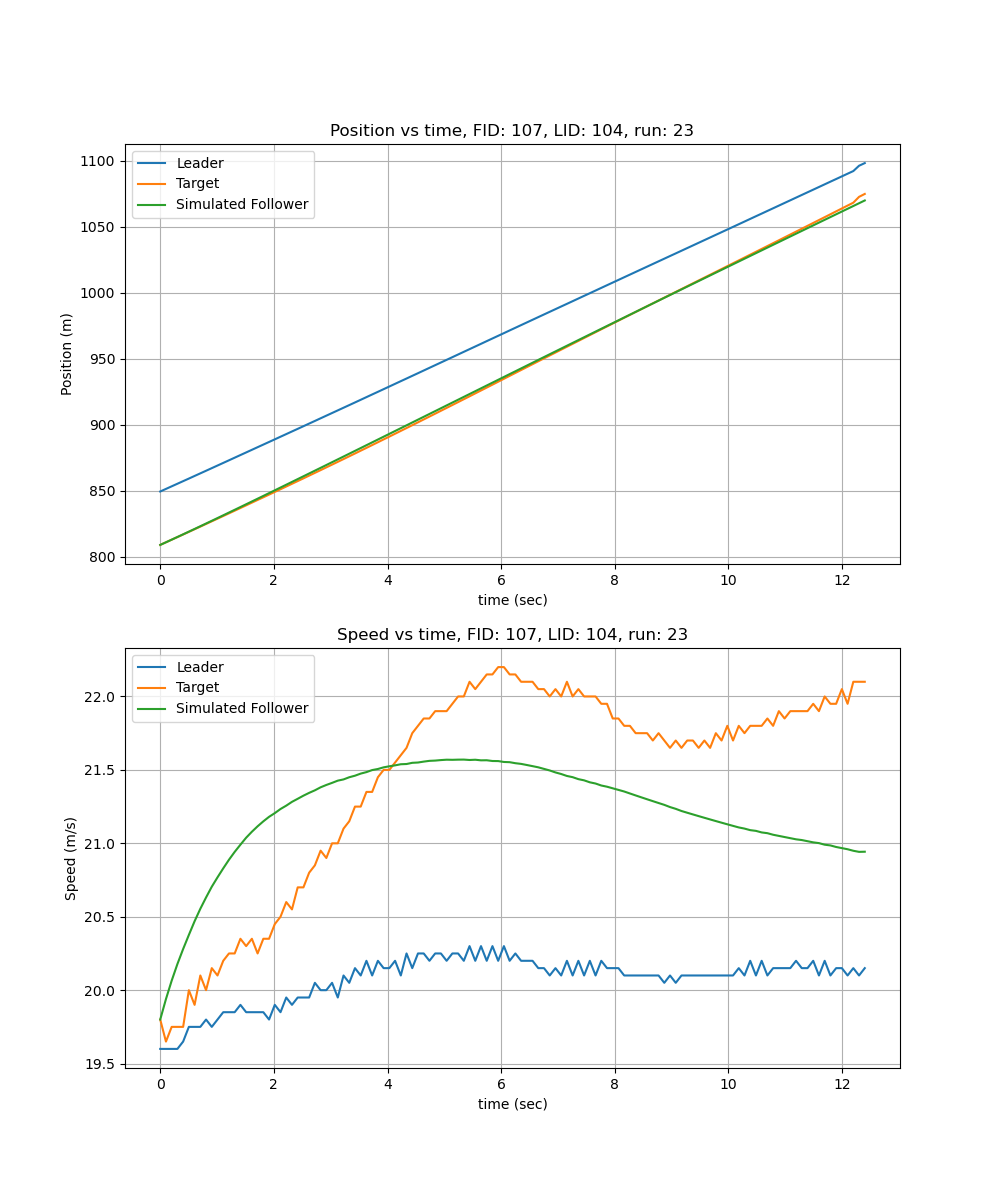 Position vs time, FID: 107, LID: 104, run: 23
Leader
Target
Simulated Follower
1100
1050
1000
950
900
850
800
Position (m)
0 2 4 6 8 10 12
time (sec)
Speed vs time, FID: 107, LID: 104, run: 23
Leader
Target
Simulated Follower
22.0
21.5
21.0
20.5
20.0
19.5
Speed (m/s)
0 2 4 6 8 10 12
time (sec)